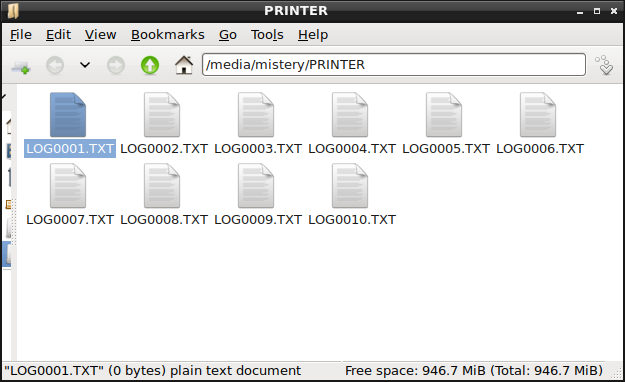 PRINTER
File Edit View Bookmarks Go Tools Help
/media/mistery/PRINTER
LOG0001.TXT LOG0002.TXT LOG0003.TXT LOG0004.TXT LOG0005.TXT LOG0006.TXT
LOG0007.TXT LOG0008.TXT LOG0009.TXT LOG0010.TXT
"LOG0001.TXT" (0 bytes) plain text document Free space: 946.7 MiB (Total: 946.7 MiB)